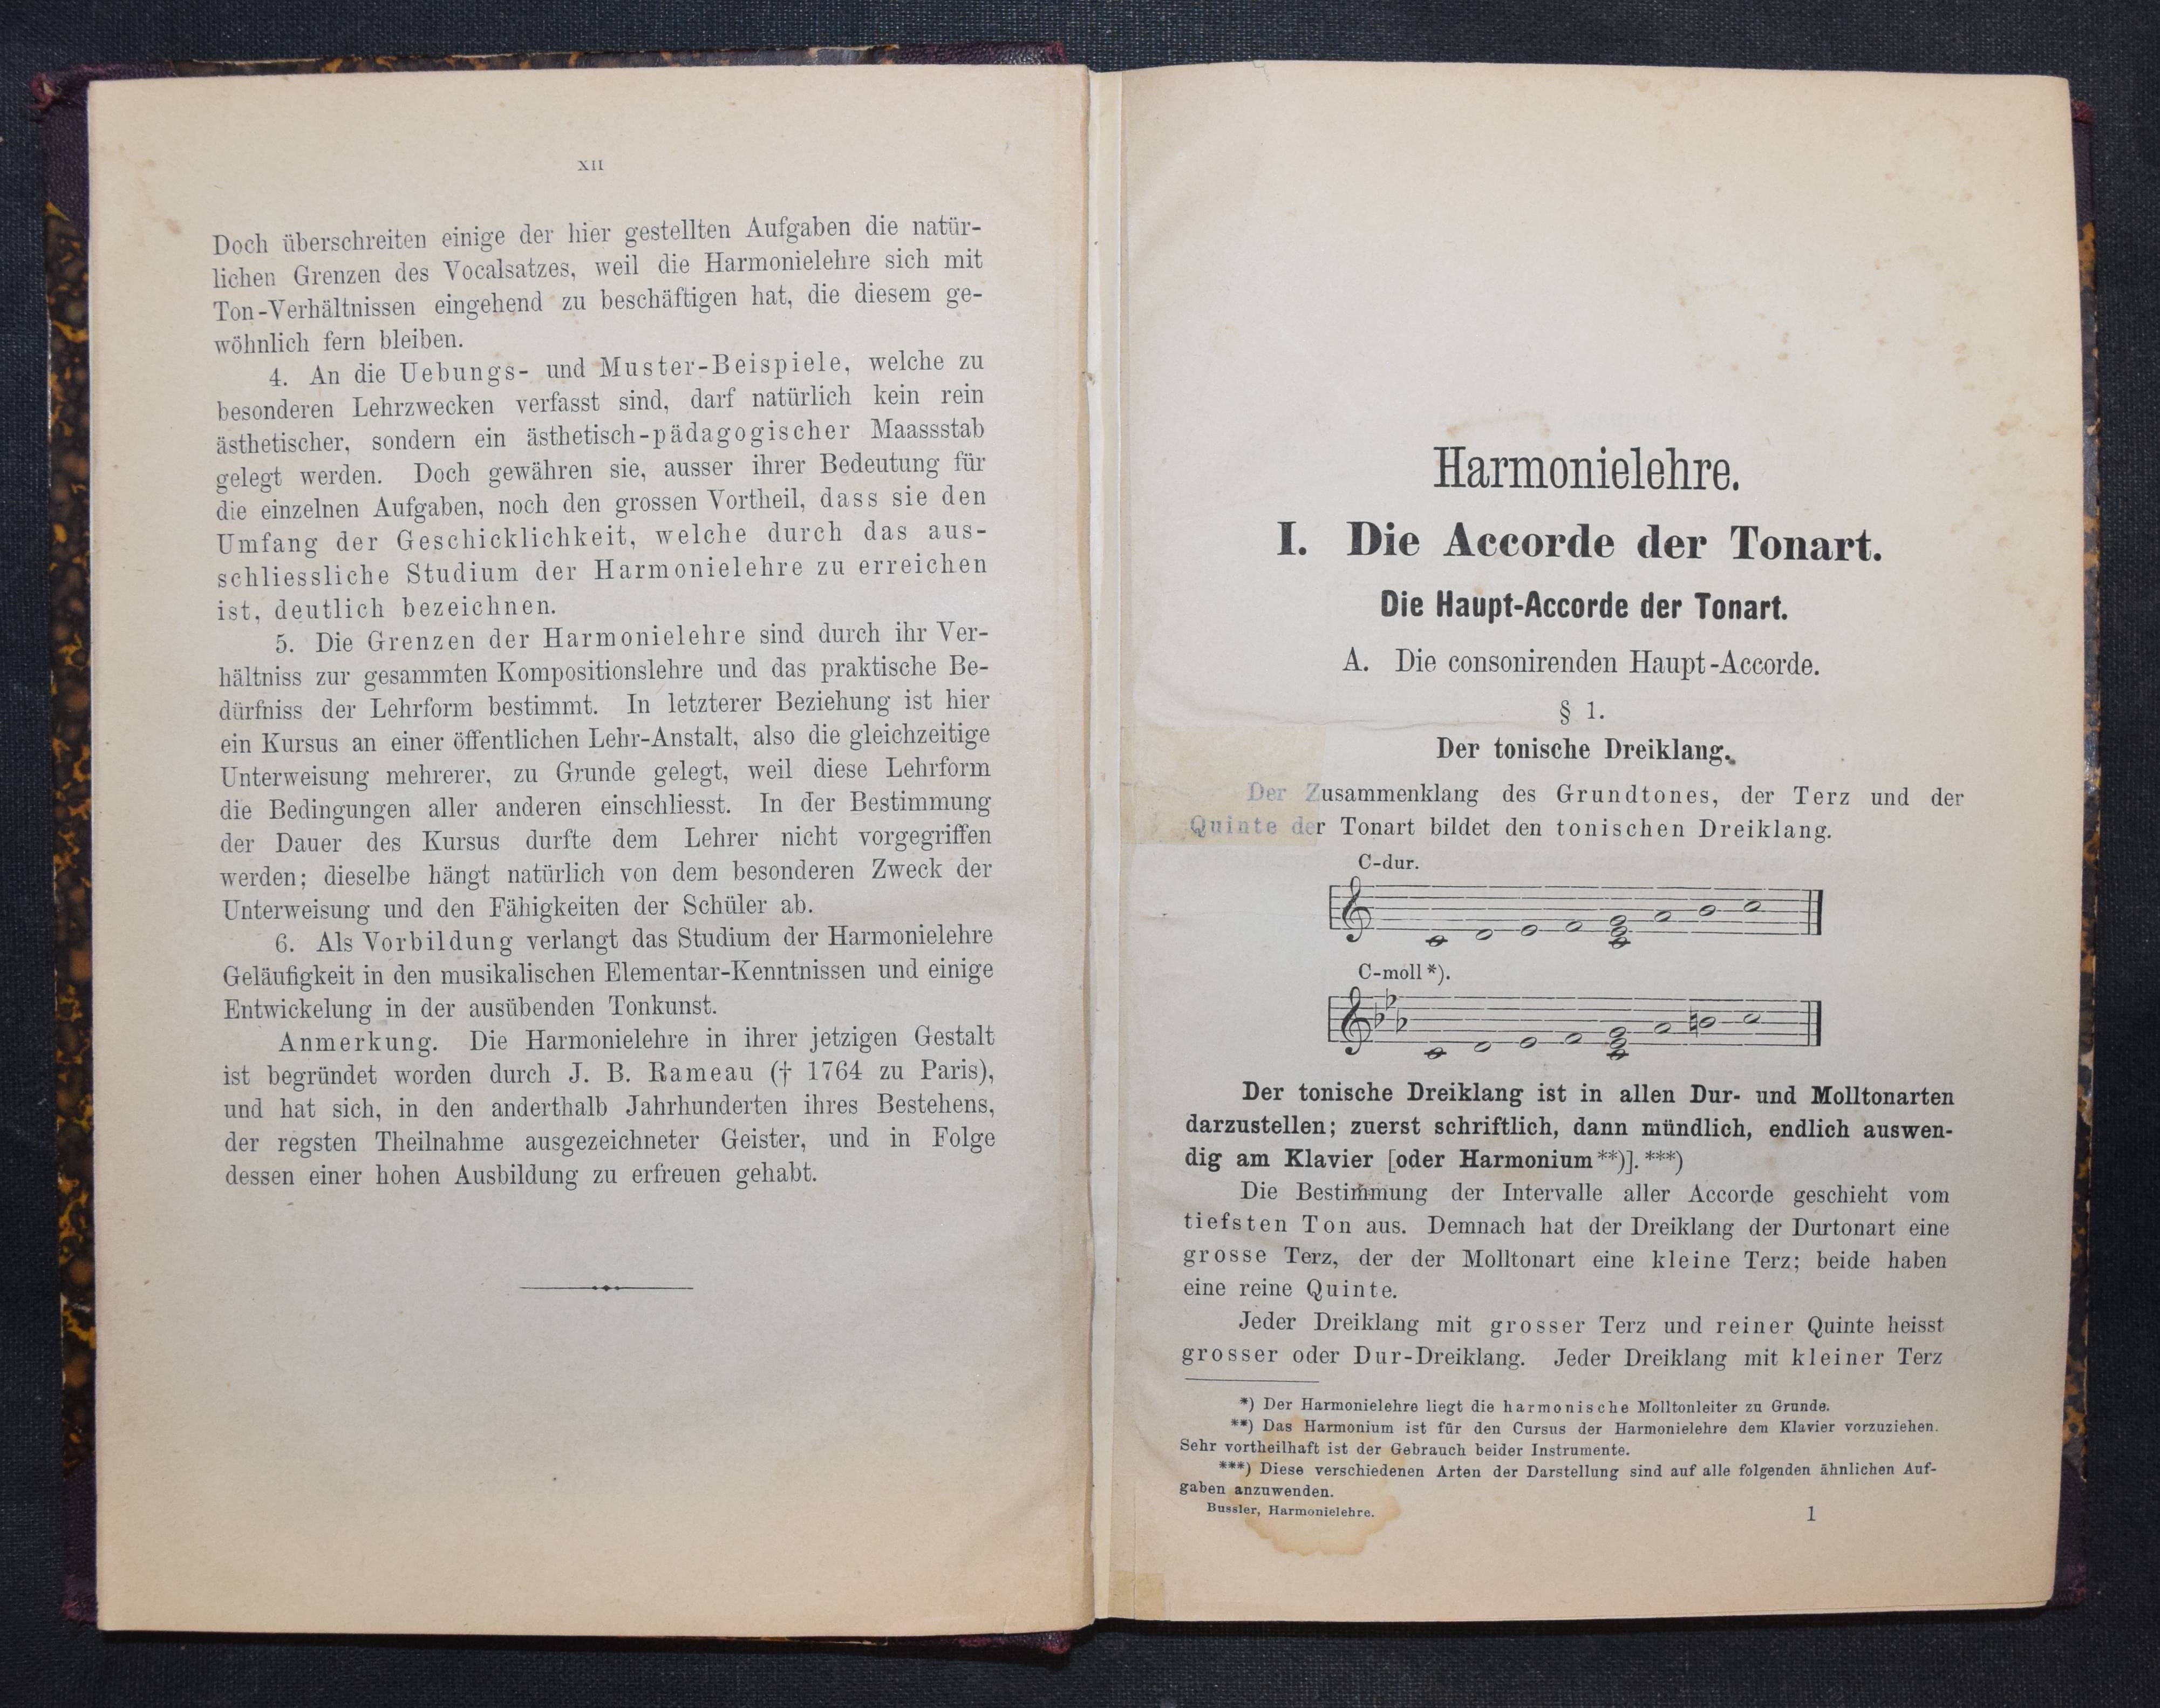 XII
Doch überschreiten einige der hier gestellten Aufgaben die natür-
lichen Grenzen des Vocalsatzes, weil die Harmonielehre sich mit
Ton-Verhältnissen eingehend zu beschäftigen hat, die diesem ge-
wöhnlich fern bleiben.
4. An die Uebungs- und Muster-Beispiele, welche zu
besonderen Lehrzwecken verfasst sind, darf natürlich kein rein
ästhetischer, sondern ein ästhetisch-pädagogischer Maassstab
gelegt werden. Doch gewähren sie, ausser ihrer Bedeutung für
die einzelnen Aufgaben, noch den grossen Vortheil, dass sie den
Umfang der Geschicklichkeit, welche durch das aus-
schliessliche Studium der Harmonielehre zu erreichen
ist, deutlich bezeichnen.
5. Die Grenzen der Harmonielehre sind durch ihr Ver-
hältniss zur gesammten Kompositionslehre und das praktische Be-
dürfniss der Lehrform bestimmt. In letzterer Beziehung ist hier
ein Kursus an einer öffentlichen Lehr-Anstalt, also die gleichzeitige
Unterweisung mehrerer, zu Grunde gelegt, weil diese Lehrform
die Bedingungen aller anderen einschliesst. In der Bestimmung
der Dauer des Kursus durfte dem Lehrer nicht vorgegriffen
werden; dieselbe hängt natürlich von dem besonderen Zweck der
Unterweisung und den Fähigkeiten der Schüler ab.
6. Als Vorbildung verlangt das Studium der Harmonielehre
Geläufigkeit in den musikalischen Elementar-Kenntnissen und einige
Entwickelung in der ausübenden Tonkunst.
Anmerkung. Die Harmonielehre in ihrer jetzigen Gestalt
ist begründet worden durch J. B. Rameau († 1764 zu Paris),
und hat sich, in den anderthalb Jahrhunderten ihres Bestehens,
der regsten Theilnahme ausgezeichneter Geister, und in Folge
dessen einer hohen Ausbildung zu erfreuen gehabt.
Harmonielehre.
I. Die Accorde der Tonart.
Die Haupt-Accorde der Tonart.
A. Die consonirenden Haupt-Accorde.
§ 1.
Der tonische Dreiklang.
Der Zusammenklang des Grundtones, der Terz und der
Quinte der Tonart bildet den tonischen Dreiklang.
C-dur.
C-moll*).
Der tonische Dreiklang ist in allen Dur- und Molltonarten
darzustellen; zuerst schriftlich, dann mündlich, endlich auswen-
dig am Klavier [oder Harmonium**)].***)
Die Bestimmung der Intervalle aller Accorde geschieht vom
tiefsten Ton aus. Demnach hat der Dreiklang der Durtonart eine
grosse Terz, der der Molltonart eine kleine Terz; beide haben
eine reine Quinte.
Jeder Dreiklang mit grosser Terz und reiner Quinte heisst
grosser oder Dur-Dreiklang. Jeder Dreiklang mit kleiner Terz
*) Der Harmonielehre liegt die harmonische Molltonleiter zu Grunde.
**) Das Harmonium ist für den Cursus der Harmonielehre dem Klavier vorzuziehen.
Sehr vortheilhaft ist der Gebrauch beider Instrumente.
***) Diese verschiedenen Arten der Darstellung sind auf alle folgenden ähnlichen Auf-
gaben anzuwenden.
Bussler, Harmonielehre. 1